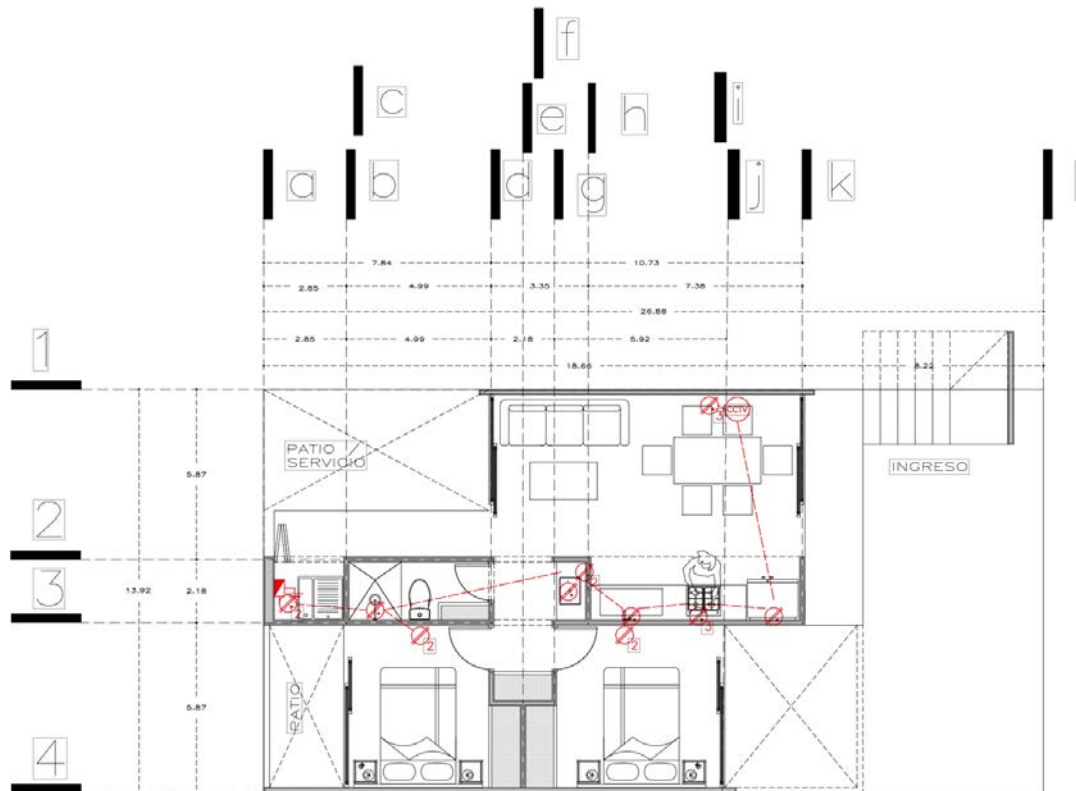 f
c
e
h
i
a
b
d
g
j
k
7.84
10.73
2.85
4.99
3.35
7.38
26.88
2.85
4.99
2.18
5.92
18.66
8.22
1
2
3
4
5.87
13.92
2.18
5.87
PATIO
SERVICIO
INGRESO
PATIO
3
CCTV
2
2
2
2
3